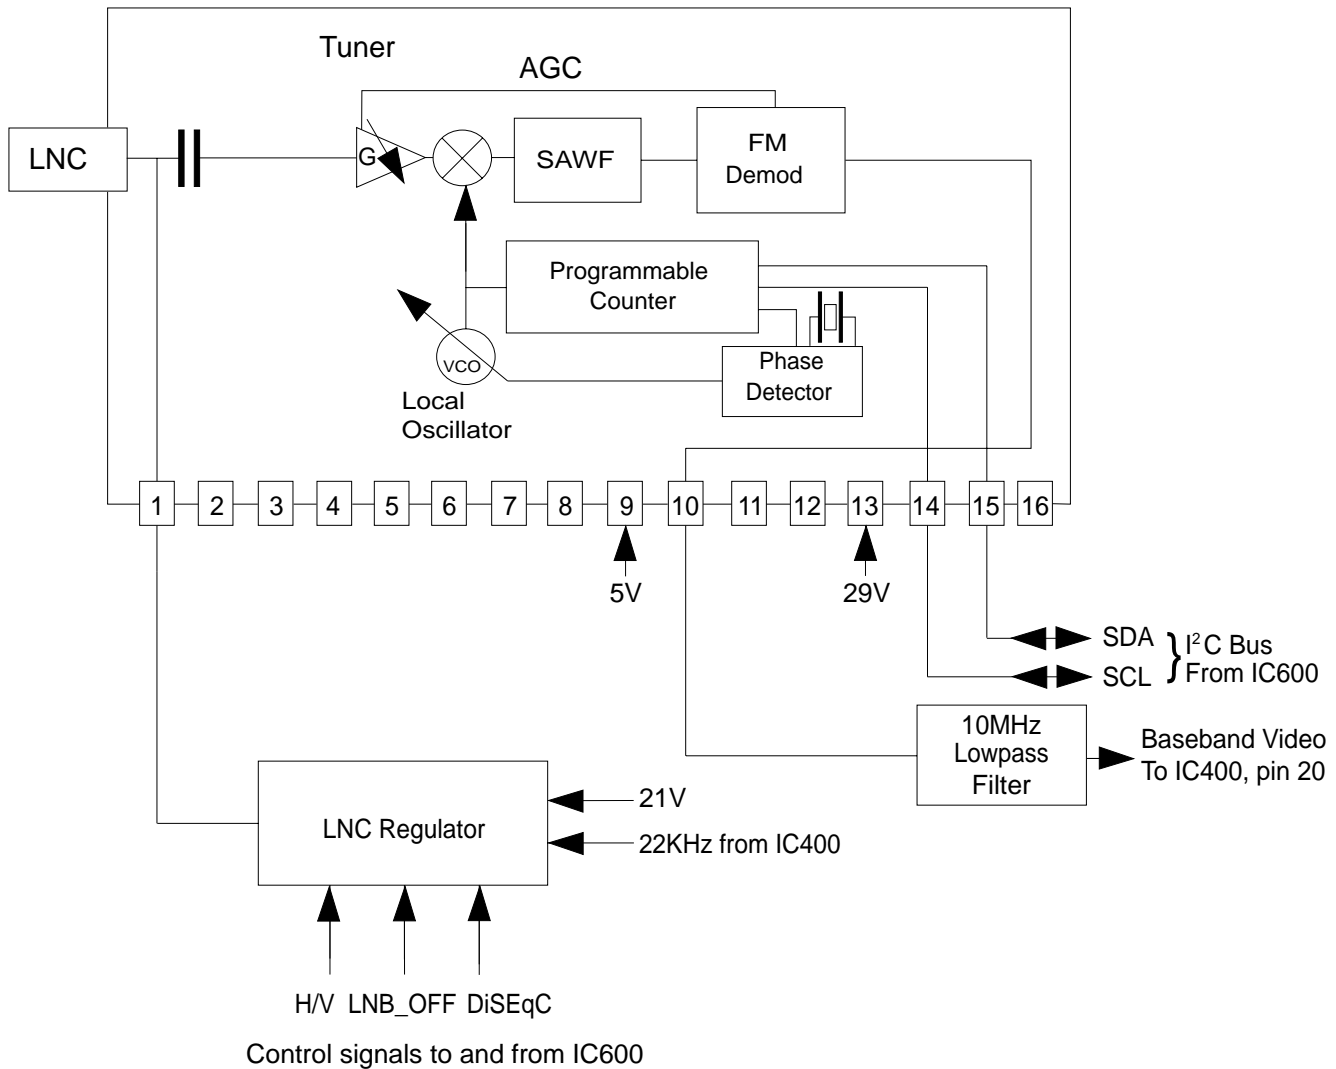 Tuner
AGC
LNC
G
SAWF
FM
Demod
Programmable
Counter
VCO
Phase
Detector
Local
Oscillator
1 2 3 4 5 6 7 8 9 10 11 12 13 14 15 16
5V
29V
SDA
SCL
I²C Bus
From IC600
10MHz
Lowpass
Filter
Baseband Video
To IC400, pin 20
LNC Regulator
21V
22KHz from IC400
H/V LNB_OFF DiSEqC
Control signals to and from IC600